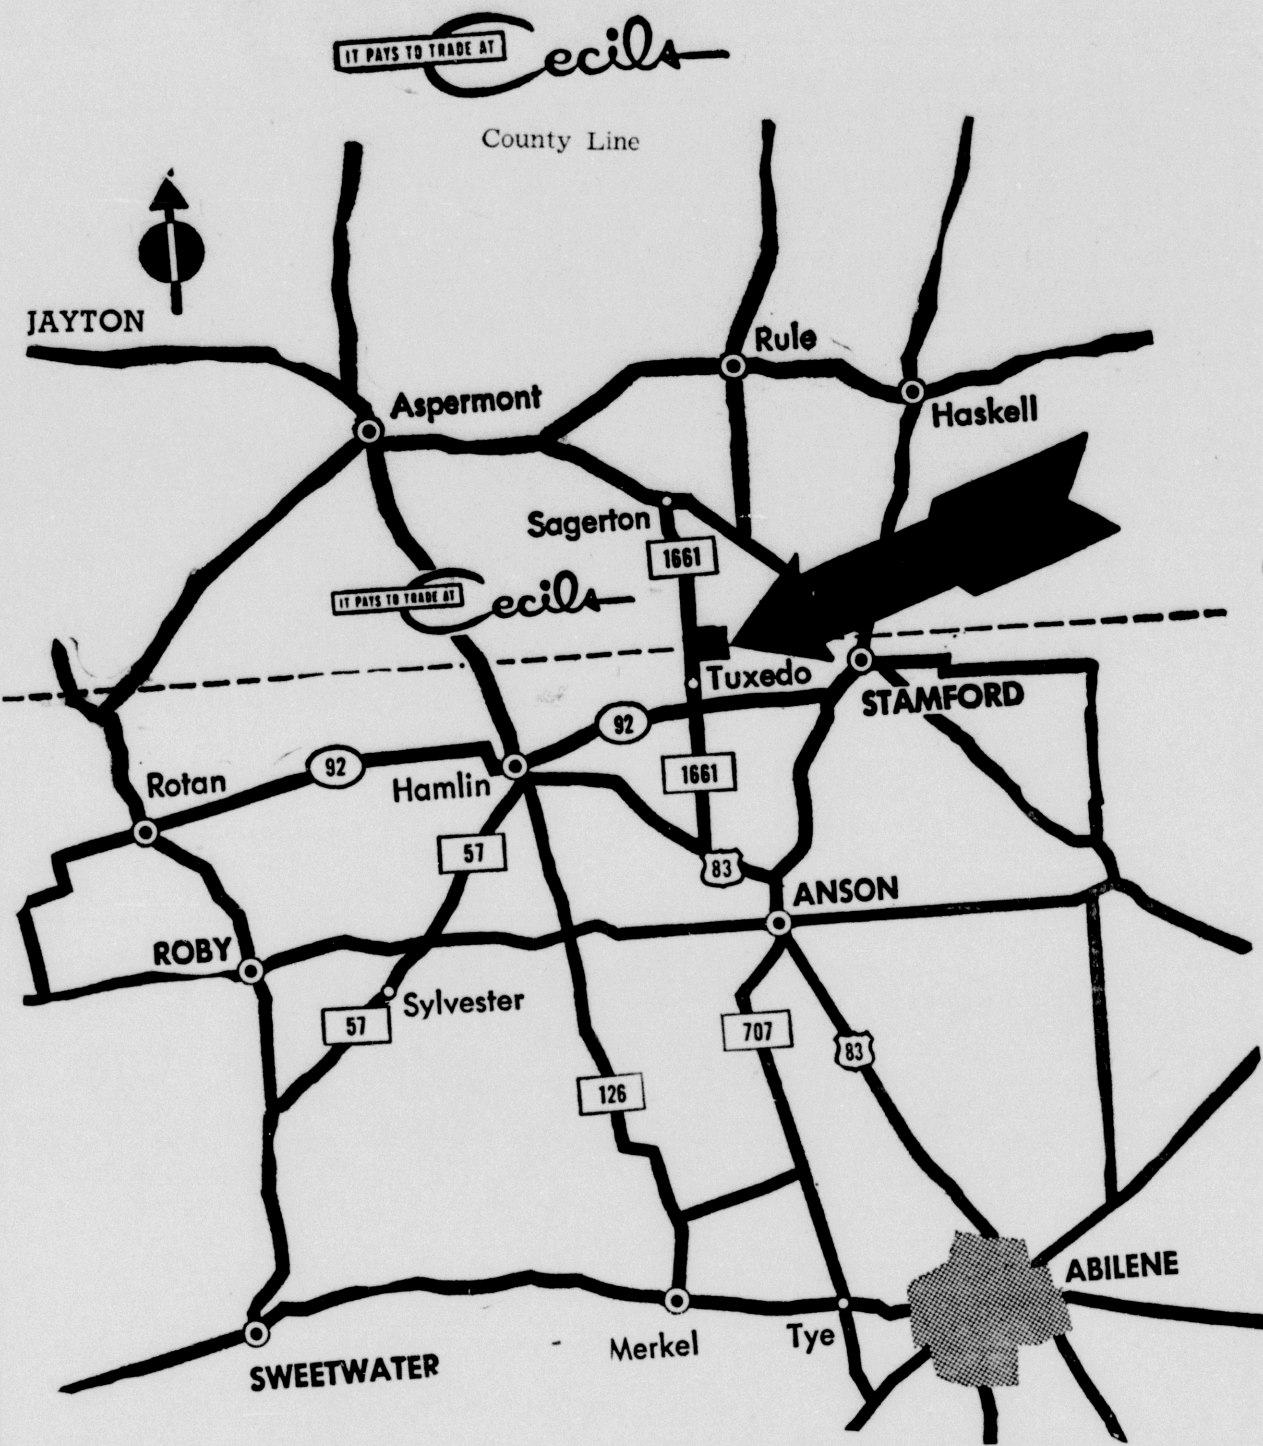 IT PAYS TO TRADE AT Cecils
County Line
JAYTON
Rule
Aspermont
Haskell
Sagerton
1661
IT PAYS TO TRADE AT Cecils
Tuxedo
STAMFORD
92
92
1661
Rotan
Hamlin
57
83
ANSON
ROBY
Sylvester
57
707
83
126
ABILENE
Tye
Merkel
SWEETWATER